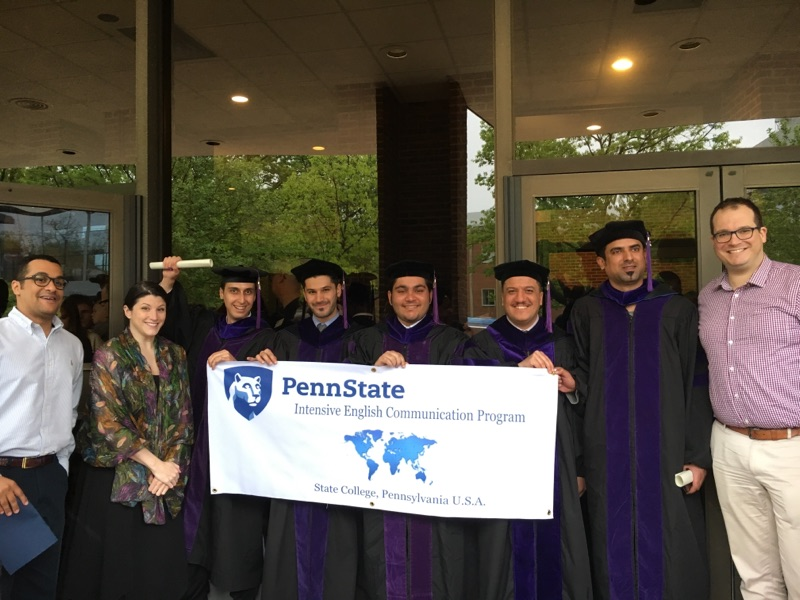 PennState
Intensive English Communication Program
State College, Pennsylvania U.S.A.